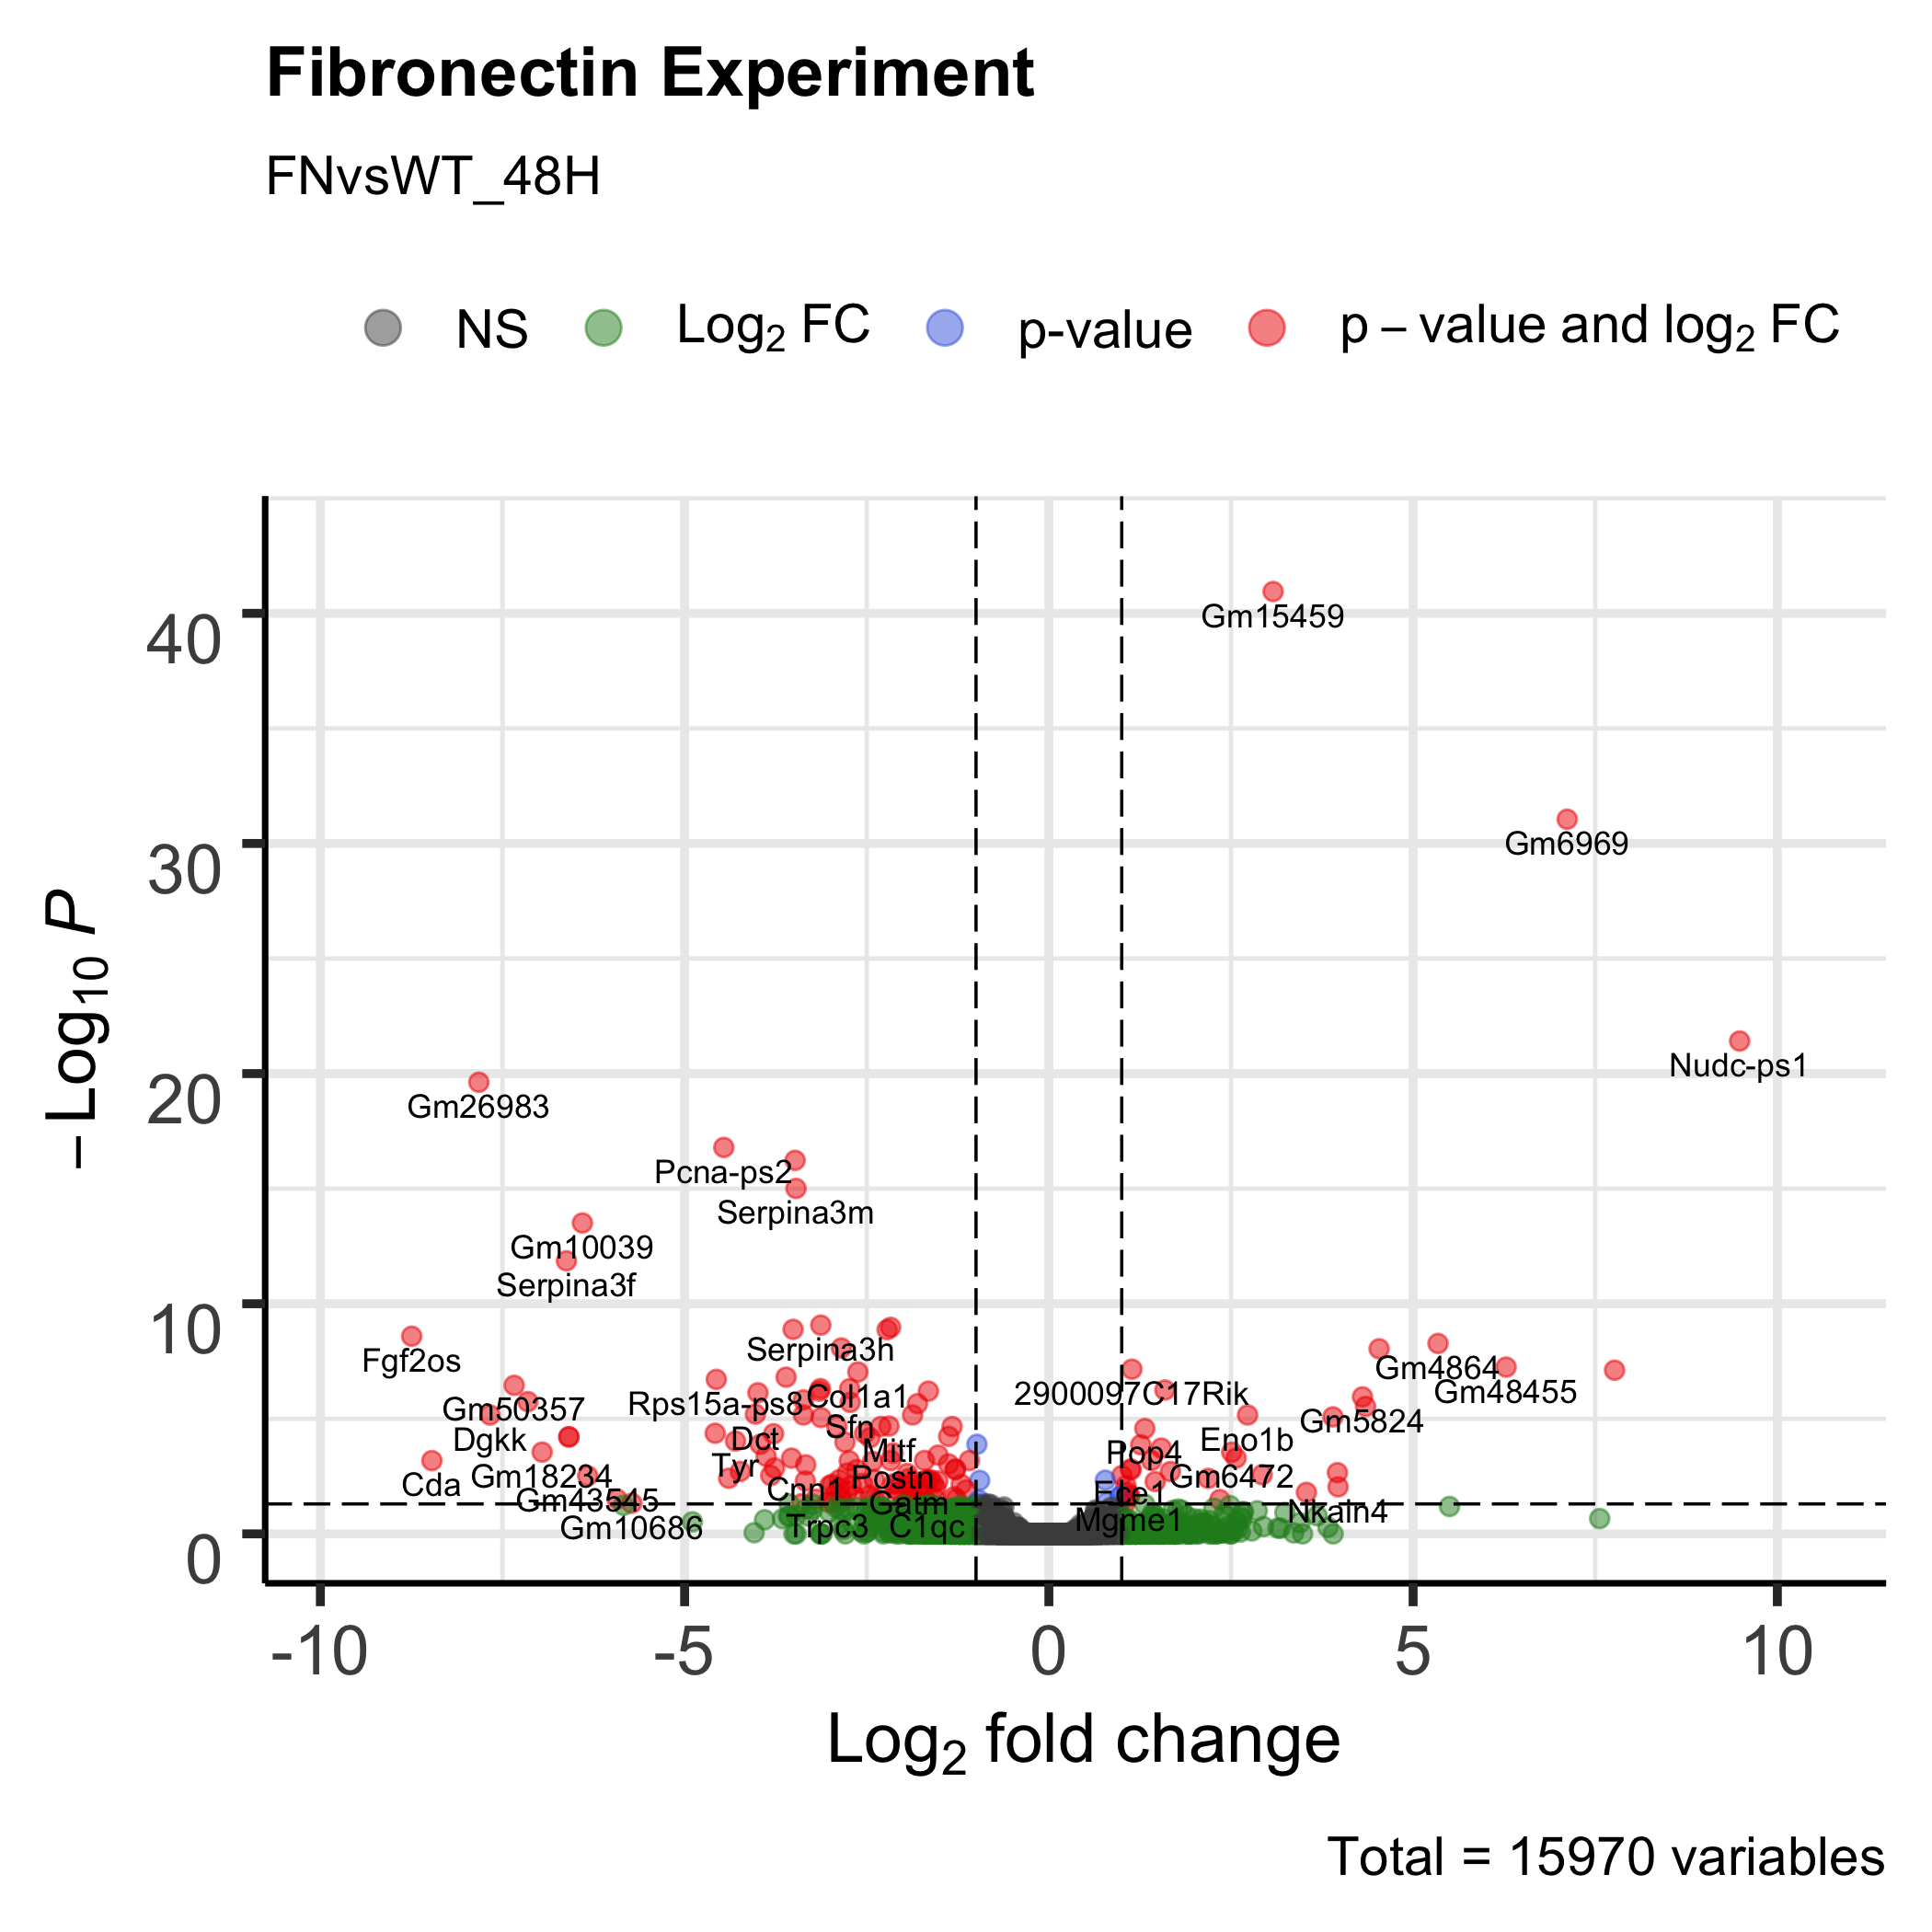 Fibronectin Experiment
FNvsWT_48H
NS Log2 FC p-value p – value and log2 FC
40
30
20
10
0
−Log10 P
Gm15459
Gm6969
Nudc-ps1
Gm26983
Pcna-ps2
Serpina3m
Gm10039
Serpina3f
Serpina3h
Fgf2os
Gm4864
Gm48455
2900097C17Rik
Rps15a-ps8
Col1a1
Gm50357
Gm5824
Sfn
Dgkk
Dct
Mitf
Pop4
Eno1b
Tyr
Gm18234
Postn
Gm6472
Cda
Cnn1
Ece1
Gm43545
Gatm
Nkain4
Gm10686
Trpc3
C1qc
Mgme1
-10 -5 0 5 10
Log2 fold change
Total = 15970 variables